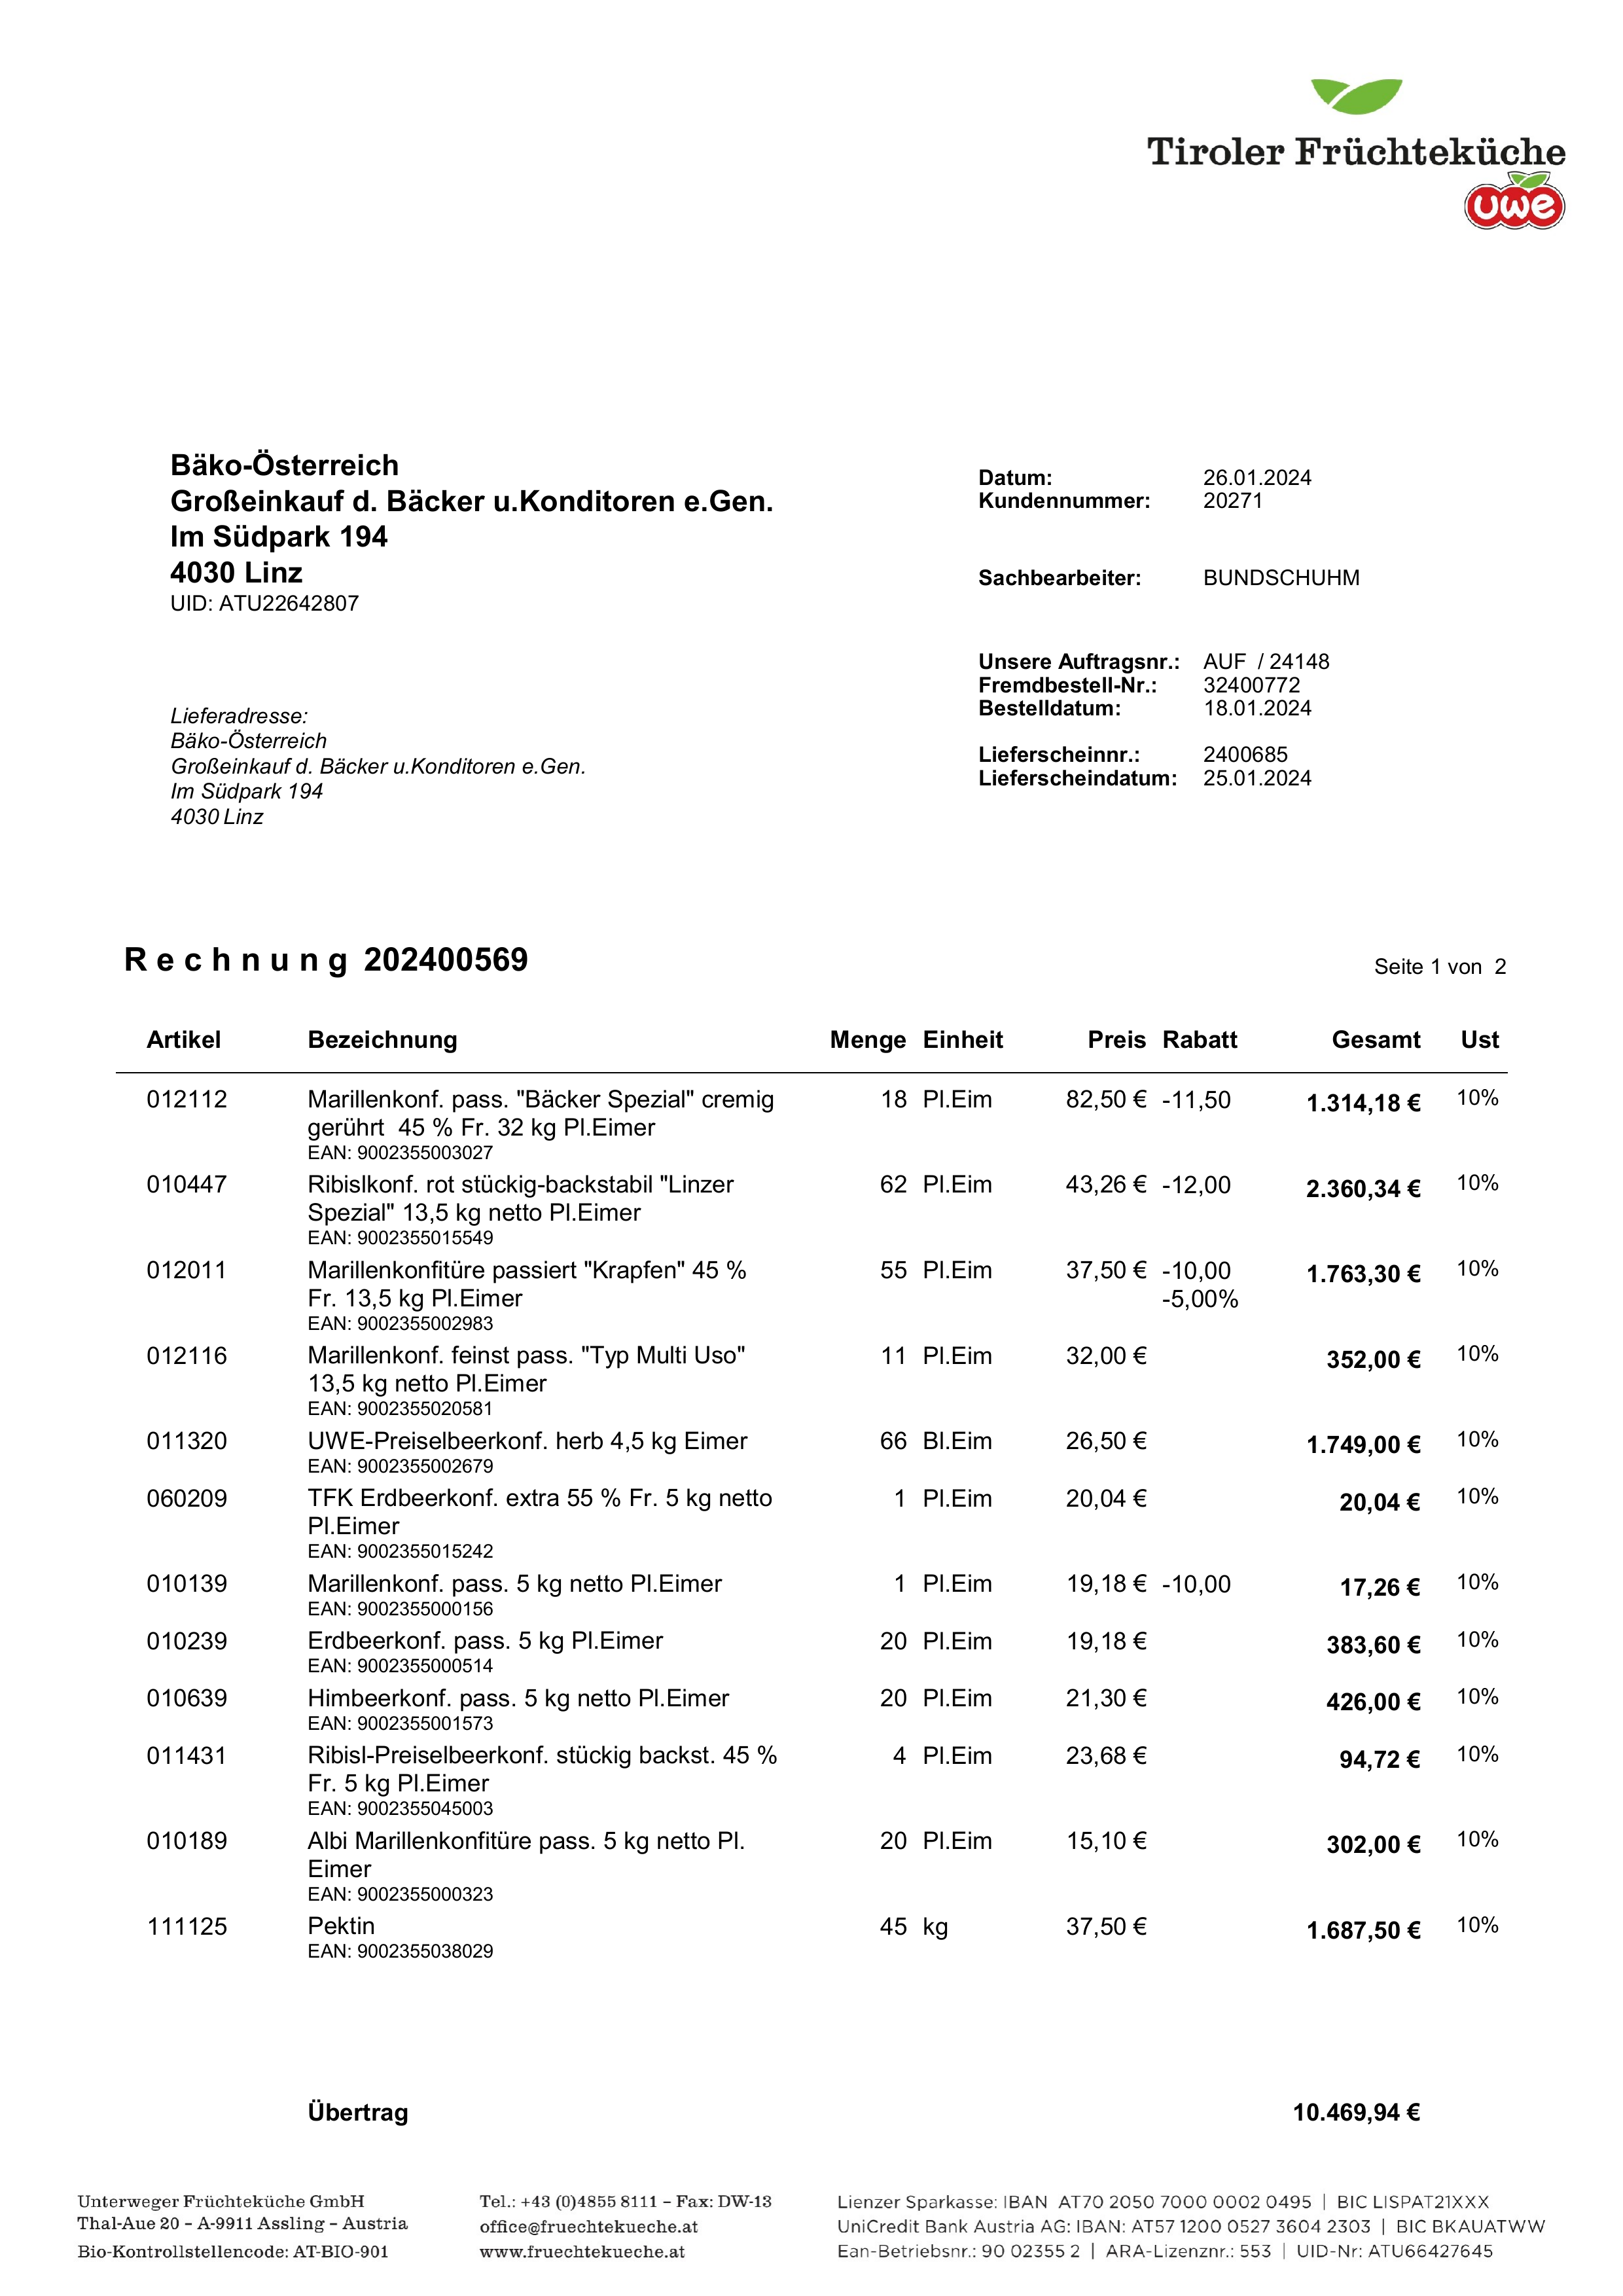 Tiroler Früchteküche
uwe
Bäko-Österreich
Großeinkauf d. Bäcker u.Konditoren e.Gen.
Im Südpark 194
4030 Linz
UID: ATU22642807
Datum: 26.01.2024
Kundennummer: 20271
Sachbearbeiter: BUNDSCHUHM
Unsere Auftragsnr.: AUF / 24148
Fremdbestell-Nr.: 32400772
Bestelldatum: 18.01.2024
Lieferscheinnr.: 2400685
Lieferscheindatum: 25.01.2024
Lieferadresse:
Bäko-Österreich
Großeinkauf d. Bäcker u.Konditoren e.Gen.
Im Südpark 194
4030 Linz
Rechnung 202400569 Seite 1 von 2
Artikel Bezeichnung Menge Einheit Preis Rabatt Gesamt Ust
012112 Marillenkonf. pass. "Bäcker Spezial" cremig 18 Pl.Eim 82,50 € -11,50 1.314,18 € 10%
gerührt 45 % Fr. 32 kg Pl.Eimer
EAN: 9002355003027
010447 Ribislkonf. rot stückig-backstabil "Linzer 62 Pl.Eim 43,26 € -12,00 2.360,34 € 10%
Spezial" 13,5 kg netto Pl.Eimer
EAN: 9002355015549
012011 Marillenkonfitüre passiert "Krapfen" 45 % 55 Pl.Eim 37,50 € -10,00 1.763,30 € 10%
Fr. 13,5 kg Pl.Eimer -5,00%
EAN: 9002355002983
012116 Marillenkonf. feinst pass. "Typ Multi Uso" 11 Pl.Eim 32,00 € 352,00 € 10%
13,5 kg netto Pl.Eimer
EAN: 9002355020581
011320 UWE-Preiselbeerkonf. herb 4,5 kg Eimer 66 Bl.Eim 26,50 € 1.749,00 € 10%
EAN: 9002355002679
060209 TFK Erdbeerkonf. extra 55 % Fr. 5 kg netto 1 Pl.Eim 20,04 € 20,04 € 10%
Pl.Eimer
EAN: 9002355015242
010139 Marillenkonf. pass. 5 kg netto Pl.Eimer 1 Pl.Eim 19,18 € -10,00 17,26 € 10%
EAN: 9002355000156
010239 Erdbeerkonf. pass. 5 kg Pl.Eimer 20 Pl.Eim 19,18 € 383,60 € 10%
EAN: 9002355000514
010639 Himbeerkonf. pass. 5 kg netto Pl.Eimer 20 Pl.Eim 21,30 € 426,00 € 10%
EAN: 9002355001573
011431 Ribisl-Preiselbeerkonf. stückig backst. 45 % 4 Pl.Eim 23,68 € 94,72 € 10%
Fr. 5 kg Pl.Eimer
EAN: 9002355045003
010189 Albi Marillenkonfitüre pass. 5 kg netto Pl. 20 Pl.Eim 15,10 € 302,00 € 10%
Eimer
EAN: 9002355000323
111125 Pektin 45 kg 37,50 € 1.687,50 € 10%
EAN: 9002355038029
Übertrag 10.469,94 €
Unterweger Früchteküche GmbH
Thal-Aue 20 – A-9911 Assling – Austria
Bio-Kontrollstellencode: AT-BIO-901
Tel.: +43 (0)4855 8111 – Fax: DW-13
office@fruechtekueche.at
www.fruechtekueche.at
Lienzer Sparkasse: IBAN AT70 2050 7000 0002 0495 | BIC LISPAT21XXX
UniCredit Bank Austria AG: IBAN: AT57 1200 0527 3604 2303 | BIC BKAUATWW
Ean-Betriebsnr.: 90 02355 2 | ARA-Lizenznr.: 553 | UID-Nr: ATU66427645